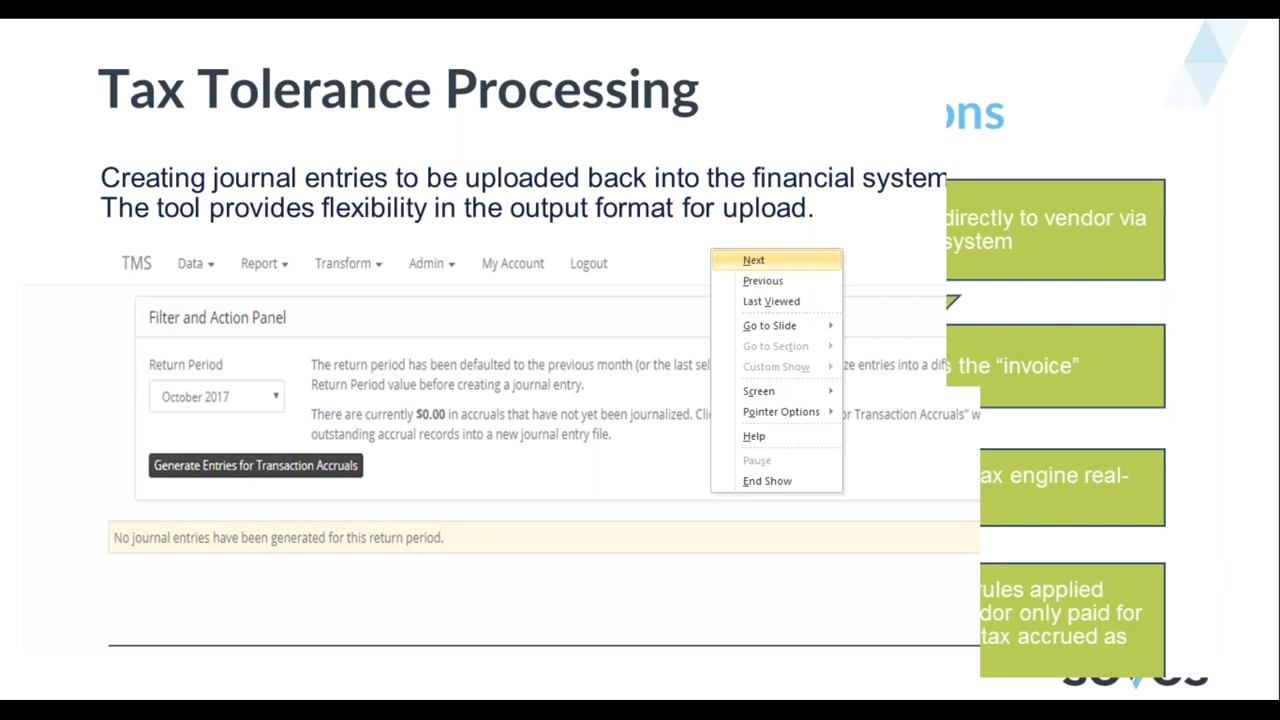 Tax Tolerance Processing
ons
Creating journal entries to be uploaded back into the financial system
The tool provides flexibility in the output format for upload.
directly to vendor via
system
TMS Data Report Transform Admin My Account Logout
Next
Previous
Last Viewed
Go to Slide
Go to Section
Custom Show
Screen
Pointer Options
Help
Pause
End Show
Filter and Action Panel
Return Period
October 2017
The return period has been defaulted to the previous month (or the last sel ze entries into a dif
Return Period value before creating a journal entry.
There are currently $0.00 in accruals that have not yet been journalized. Cli or Transaction Accruals" w
outstanding accrual records into a new journal entry file.
Generate Entries for Transaction Accruals
s the “invoice”
ax engine real-
No journal entries have been generated for this return period.
rules applied
dor only paid for
tax accrued as